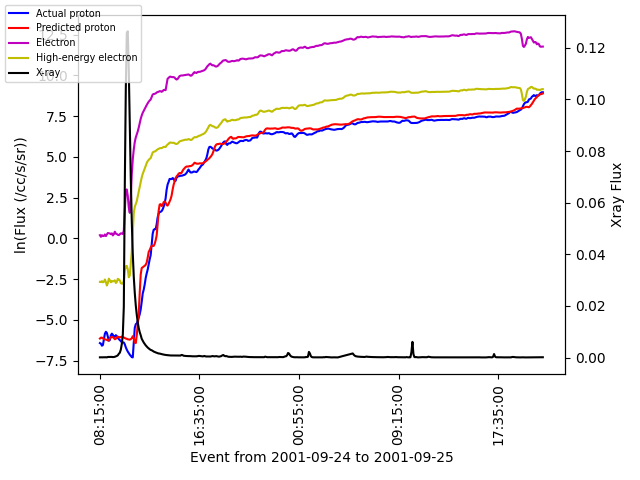 Actual proton
Predicted proton
Electron
High-energy electron
X-ray
12.5
10.0
7.5
5.0
2.5
0.0
−2.5
−5.0
−7.5
ln(Flux (/cc/s/sr))
0.12
0.10
0.08
0.06
0.04
0.02
0.00
Xray Flux
08:15:00
16:35:00
00:55:00
09:15:00
17:35:00
Event from 2001-09-24 to 2001-09-25